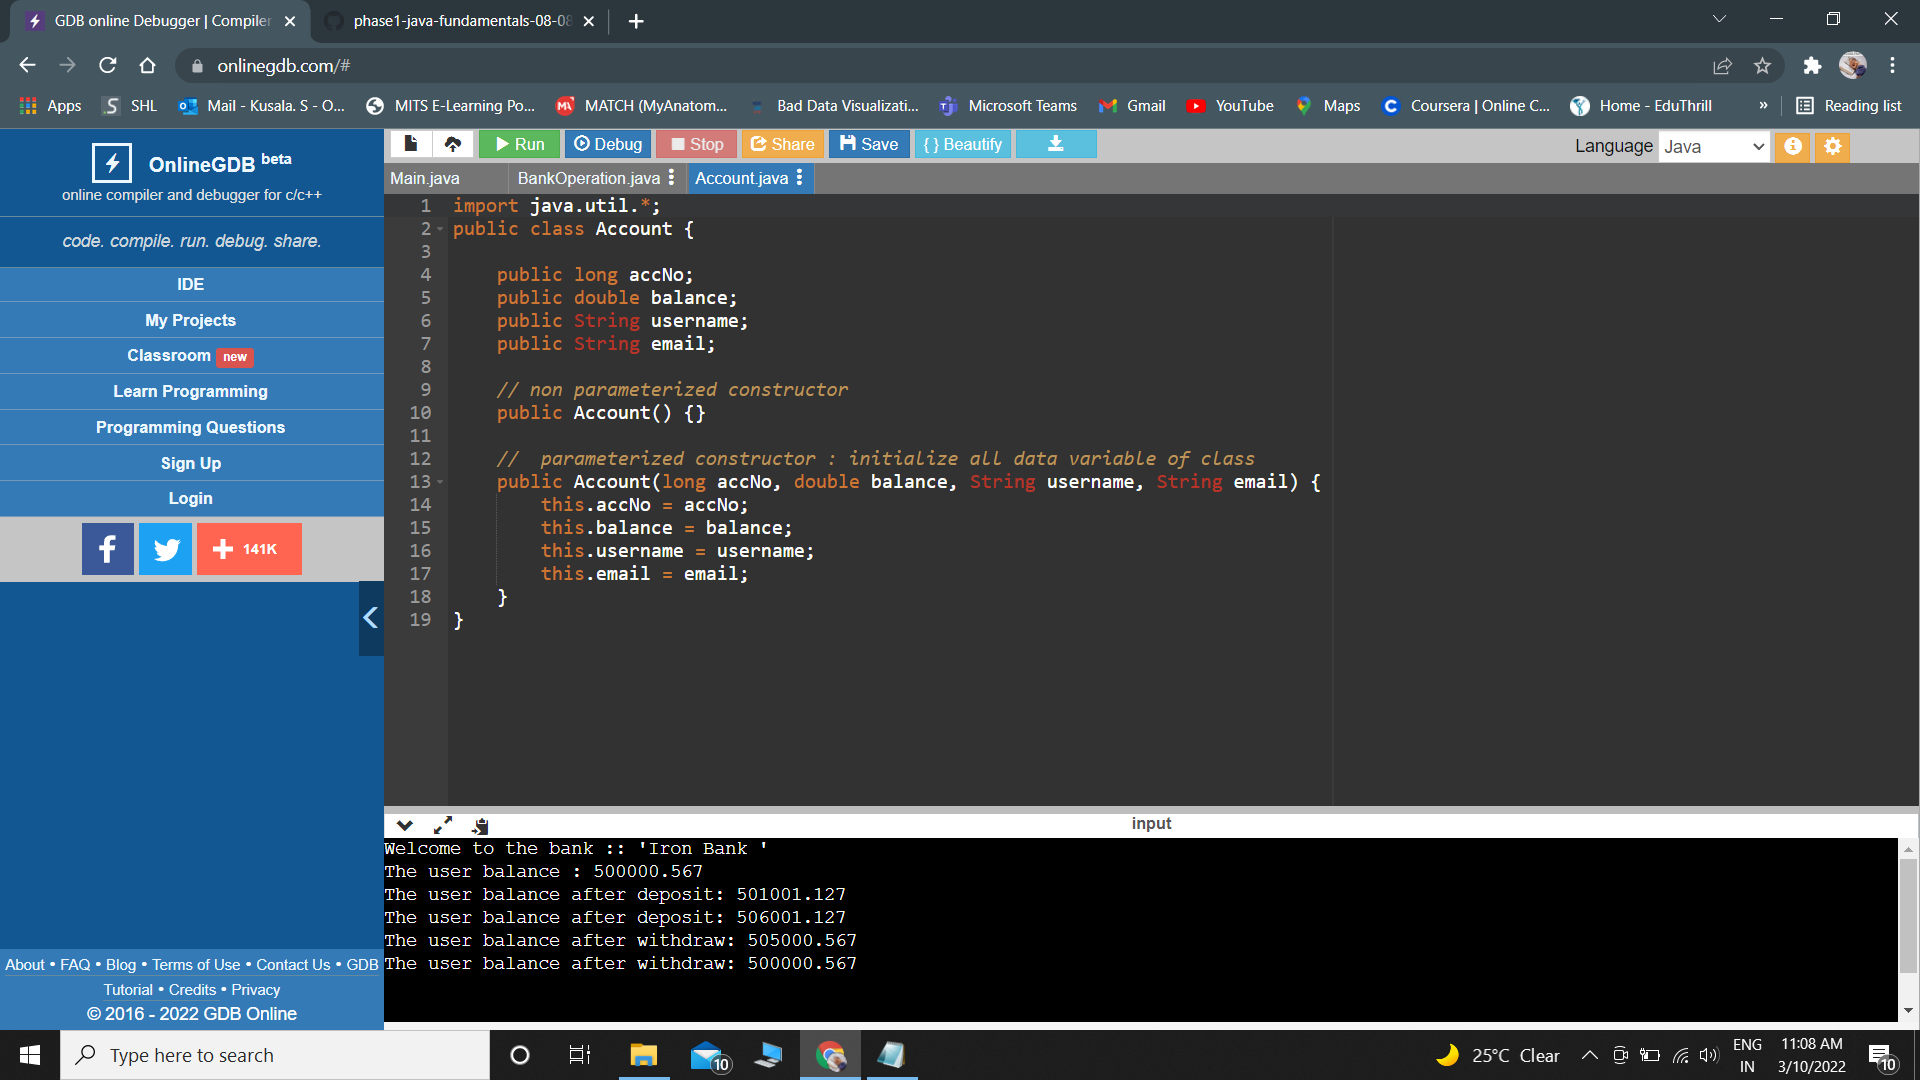 GDB online Debugger | Compiler
phase1-java-fundamentals-08-08
onlinegdb.com/#
Apps
SHL
Mail - Kusala. S - O...
MITS E-Learning Po...
MATCH (MyAnatom...
Bad Data Visualizati...
Microsoft Teams
Gmail
YouTube
Maps
Coursera | Online C...
Home - EduThrill
»
Reading list
OnlineGDB beta
online compiler and debugger for c/c++
code. compile. run. debug. share.
IDE
My Projects
Classroom new
Learn Programming
Programming Questions
Sign Up
Login
141K
About • FAQ • Blog • Terms of Use • Contact Us • GDB
Tutorial • Credits • Privacy
© 2016 - 2022 GDB Online
Run
Debug
Stop
Share
Save
{ } Beautify
Language Java
Main.java
BankOperation.java
Account.java
1 import java.util.*;
2 public class Account {
3
4 public long accNo;
5 public double balance;
6 public String username;
7 public String email;
8
9 // non parameterized constructor
10 public Account() {}
11
12 //  parameterized constructor : initialize all data variable of class
13 public Account(long accNo, double balance, String username, String email) {
14 this.accNo = accNo;
15 this.balance = balance;
16 this.username = username;
17 this.email = email;
18 }
19 }
input
Welcome to the bank :: 'Iron Bank '
The user balance : 500000.567
The user balance after deposit: 501001.127
The user balance after deposit: 506001.127
The user balance after withdraw: 505000.567
The user balance after withdraw: 500000.567
Type here to search
10
25°C Clear
ENG
IN
11:08 AM
3/10/2022
10